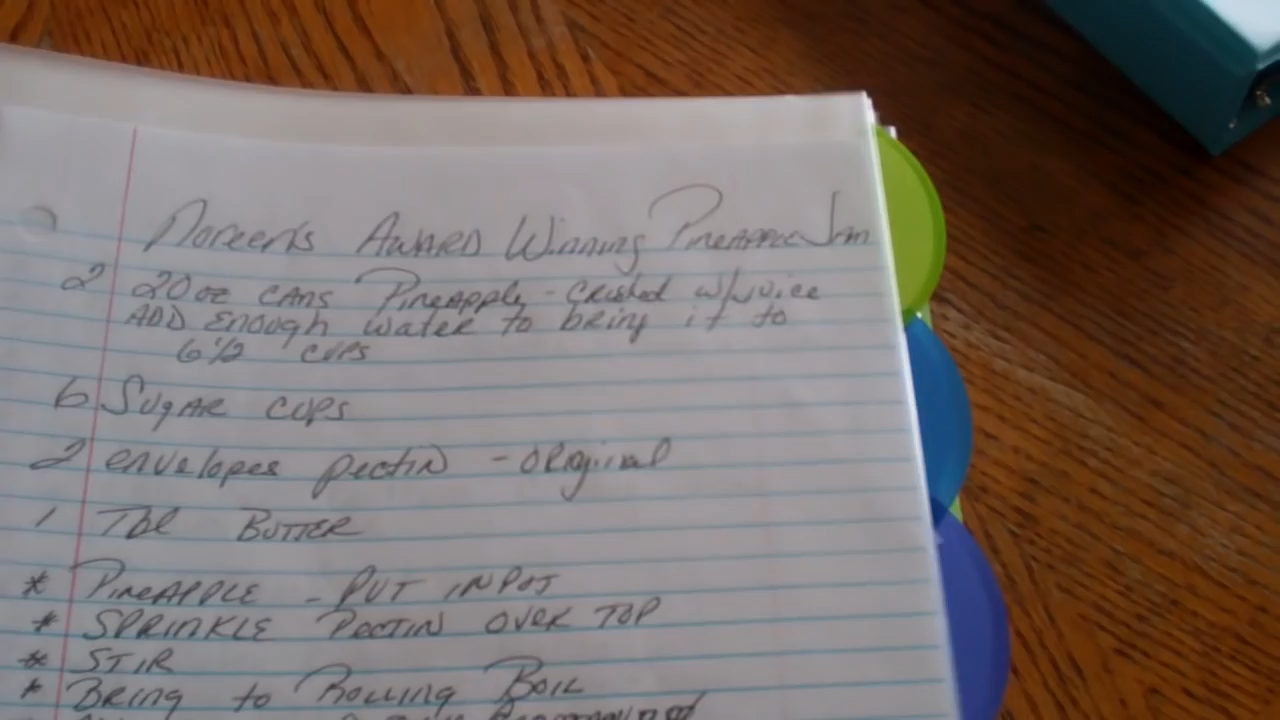 Noreen's Award Winning Pineapple Jam
2 20 oz cans Pineapple - Crushed w/juice
ADD Enough water to bring it to
6 1/2 cups
6 Sugar cups
2 envelopes pectin - original
1 Tbl Butter
* Pineapple - Put in Pot
* Sprinkle Pectin over top
* Stir
* Bring to Rolling Boil